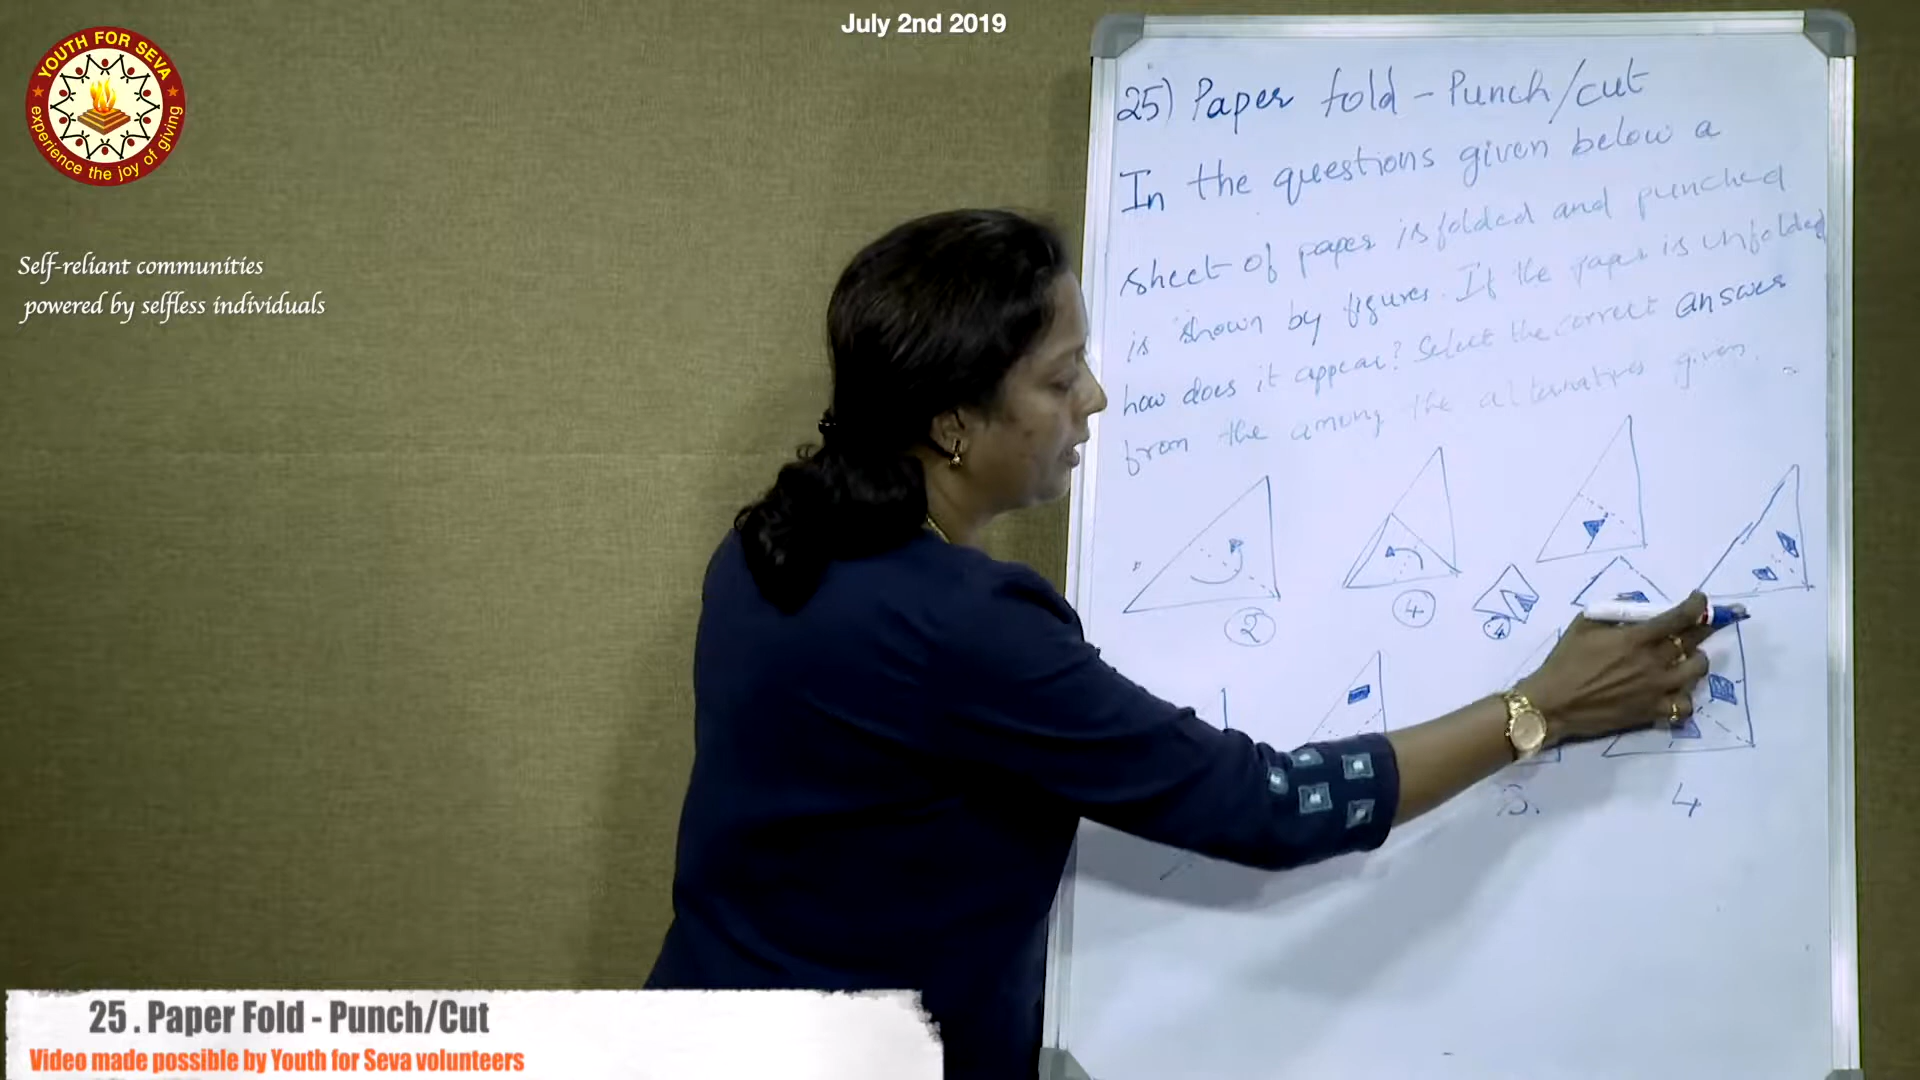 July 2nd 2019
YOUTH FOR SEVA
experience the joy of giving
Self-reliant communities
powered by selfless individuals
25) Paper fold - Punch/cut
In the questions given below a
sheet of paper is folded and punched
is shown by figures. If the paper is unfolded
how does it appear? Select the correct answer
from the among the alternatives given.
2
4
4
3.
4
25 . Paper Fold - Punch/Cut
Video made possible by Youth for Seva volunteers